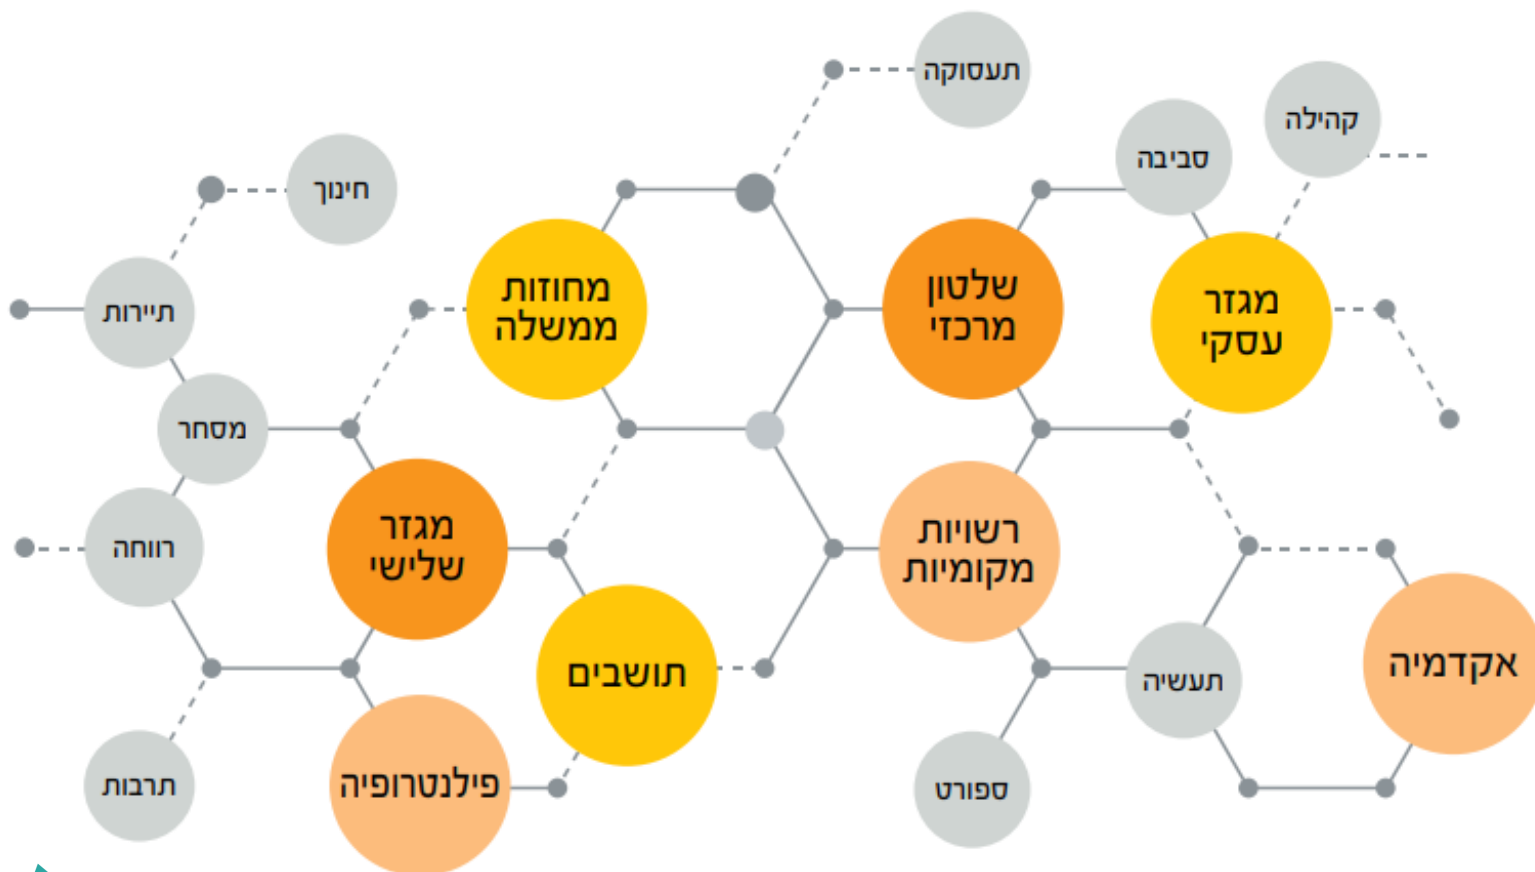 תעסוקה
קהילה
סביבה
חינוך
מגזר
עסקי
שלטון
מרכזי
מחוזות
ממשלה
תיירות
מסחר
רשויות
מקומיות
מגזר
שלישי
רווחה
אקדמיה
תעשיה
תושבים
ספורט
פילנטרופיה
תרבות